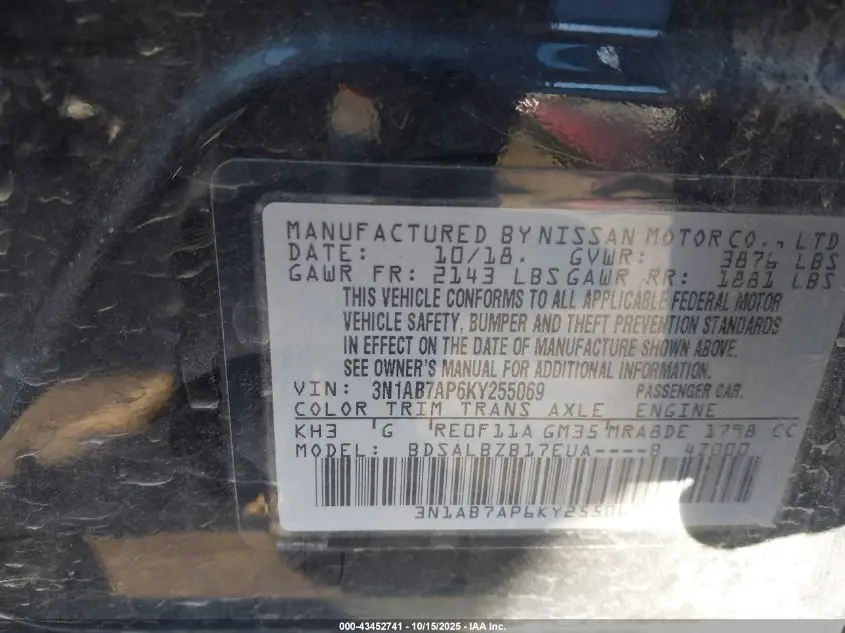 MANUFACTURED BY NISSAN MOTOR CO., LTD
DATE: 10/18. GVWR: 3876 LBS
GAWR FR: 2143 LBS GAWR RR: 1881 LBS
THIS VEHICLE CONFORMS TO ALL APPLICABLE FEDERAL MOTOR
VEHICLE SAFETY, BUMPER AND THEFT PREVENTION STANDARDS
IN EFFECT ON THE DATE OF MANUFACTURE SHOWN ABOVE.
SEE OWNER'S MANUAL FOR ADDITIONAL INFORMATION.
VIN: 3N1AB7AP6KY255069 PASSENGER CAR.
COLOR TRIM TRANS AXLE ENGINE
KH3 G RE0F11A GM35 MRA8DE 1798 CC
MODEL: BDSALBZB17EUA----B 4Z000
3N1AB7AP6KY255069
000-43452741 - 10/15/2025 - IAA Inc.